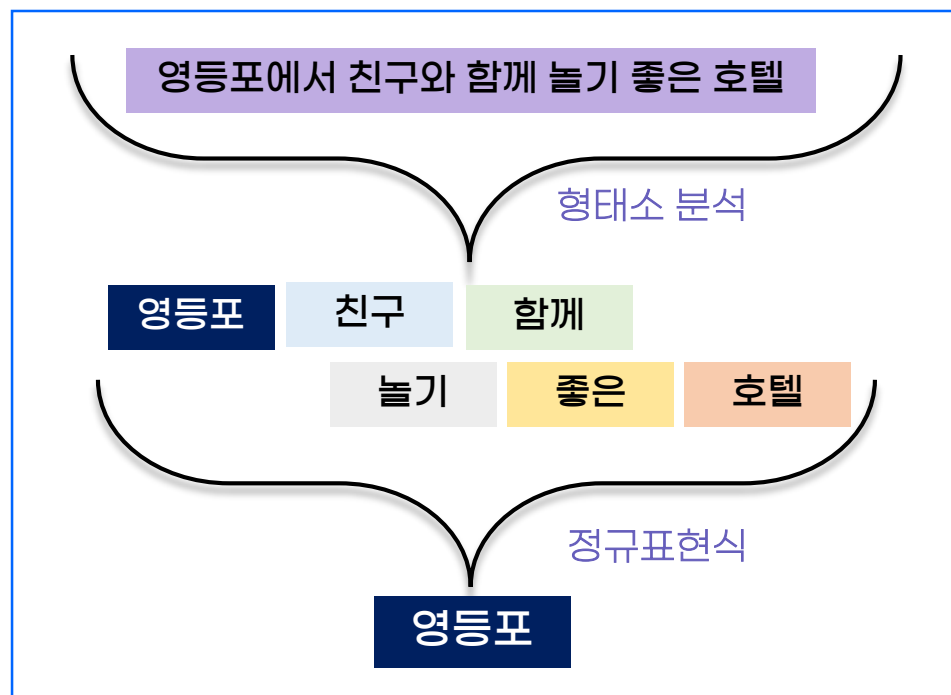 영등포에서 친구와 함께 놀기 좋은 호텔
형태소 분석
영등포 친구 함께
놀기 좋은 호텔
정규표현식
영등포